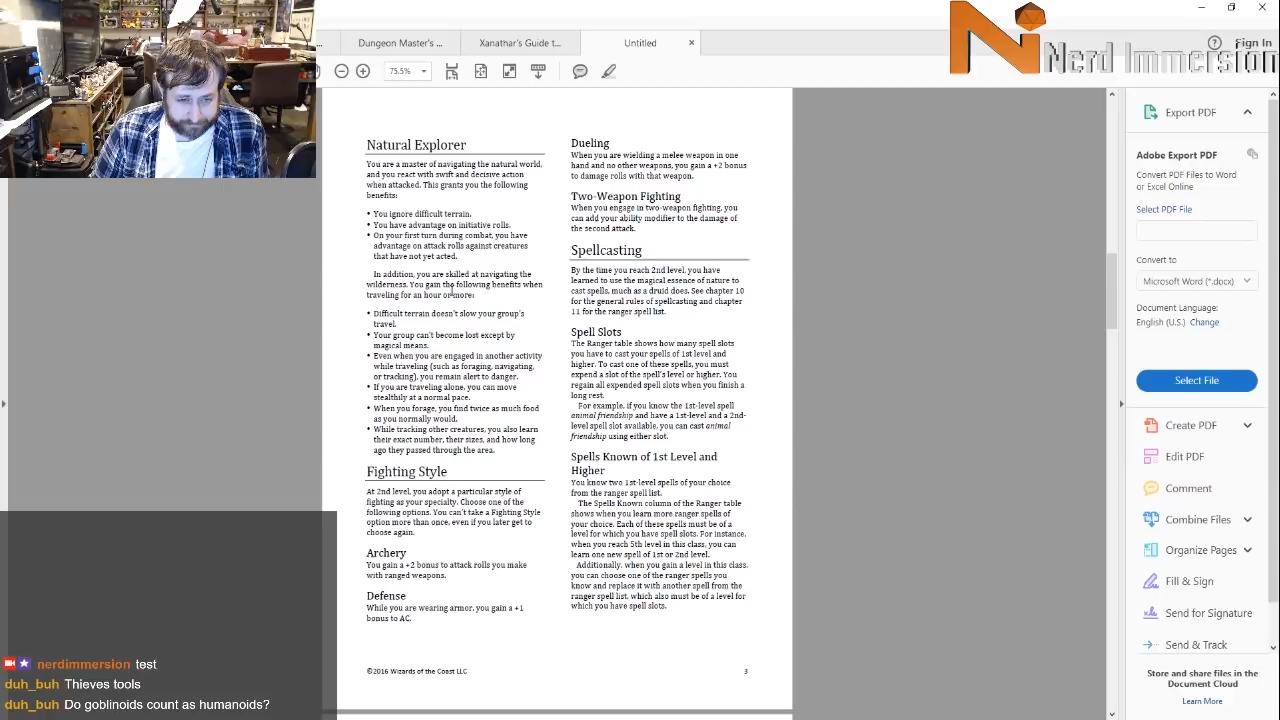 Dungeon Master's ...
Xanathar's Guide t...
Untitled
Nerd Immersion
Sign In
75.5%
Natural Explorer
You are a master of navigating the natural world,
and you react with swift and decisive action
when attacked. This grants you the following
benefits:
• You ignore difficult terrain.
• You have advantage on initiative rolls.
• On your first turn during combat, you have
advantage on attack rolls against creatures
that have not yet acted.
In addition, you are skilled at navigating the
wilderness. You gain the following benefits when
traveling for an hour or more:
• Difficult terrain doesn't slow your group's
travel.
• Your group can't become lost except by
magical means.
• Even when you are engaged in another activity
while traveling (such as foraging, navigating,
or tracking), you remain alert to danger.
• If you are traveling alone, you can move
stealthily at a normal pace.
• When you forage, you find twice as much food
as you normally would.
• While tracking other creatures, you also learn
their exact number, their sizes, and how long
ago they passed through the area.
Fighting Style
At 2nd level, you adopt a particular style of
fighting as your specialty. Choose one of the
following options. You can't take a Fighting Style
option more than once, even if you later get to
choose again.
Archery
You gain a +2 bonus to attack rolls you make
with ranged weapons.
Defense
While you are wearing armor, you gain a +1
bonus to AC.
Dueling
When you are wielding a melee weapon in one
hand and no other weapons, you gain a +2 bonus
to damage rolls with that weapon.
Two-Weapon Fighting
When you engage in two-weapon fighting, you
can add your ability modifier to the damage of
the second attack.
Spellcasting
By the time you reach 2nd level, you have
learned to use the magical essence of nature to
cast spells, much as a druid does. See chapter 10
for the general rules of spellcasting and chapter
11 for the ranger spell list.
Spell Slots
The Ranger table shows how many spell slots
you have to cast your spells of 1st level and
higher. To cast one of these spells, you must
expend a slot of the spell's level or higher. You
regain all expended spell slots when you finish a
long rest.
For example, if you know the 1st-level spell
animal friendship and have a 1st-level and a 2nd-
level spell slot available, you can cast animal
friendship using either slot.
Spells Known of 1st Level and
Higher
You know two 1st-level spells of your choice
from the ranger spell list.
The Spells Known column of the Ranger table
shows when you learn more ranger spells of
your choice. Each of these spells must be of a
level for which you have spell slots. For instance,
when you reach 5th level in this class, you can
learn one new spell of 1st or 2nd level.
Additionally, when you gain a level in this class,
you can choose one of the ranger spells you
know and replace it with another spell from the
ranger spell list, which also must be of a level for
which you have spell slots.
©2016 Wizards of the Coast LLC
3
Export PDF
Adobe Export PDF
Convert PDF Files to Word
or Excel Online
Select PDF File
Convert to
Microsoft Word (*.docx)
Document Language:
English (U.S.) Change
Select File
Create PDF
Edit PDF
Comment
Combine Files
Organize Pages
Fill & Sign
Send for Signature
Send & Track
Store and share files in the
Document Cloud
Learn More
nerdimmersion test
duh_buh Thieves tools
duh_buh Do goblinoids count as humanoids?